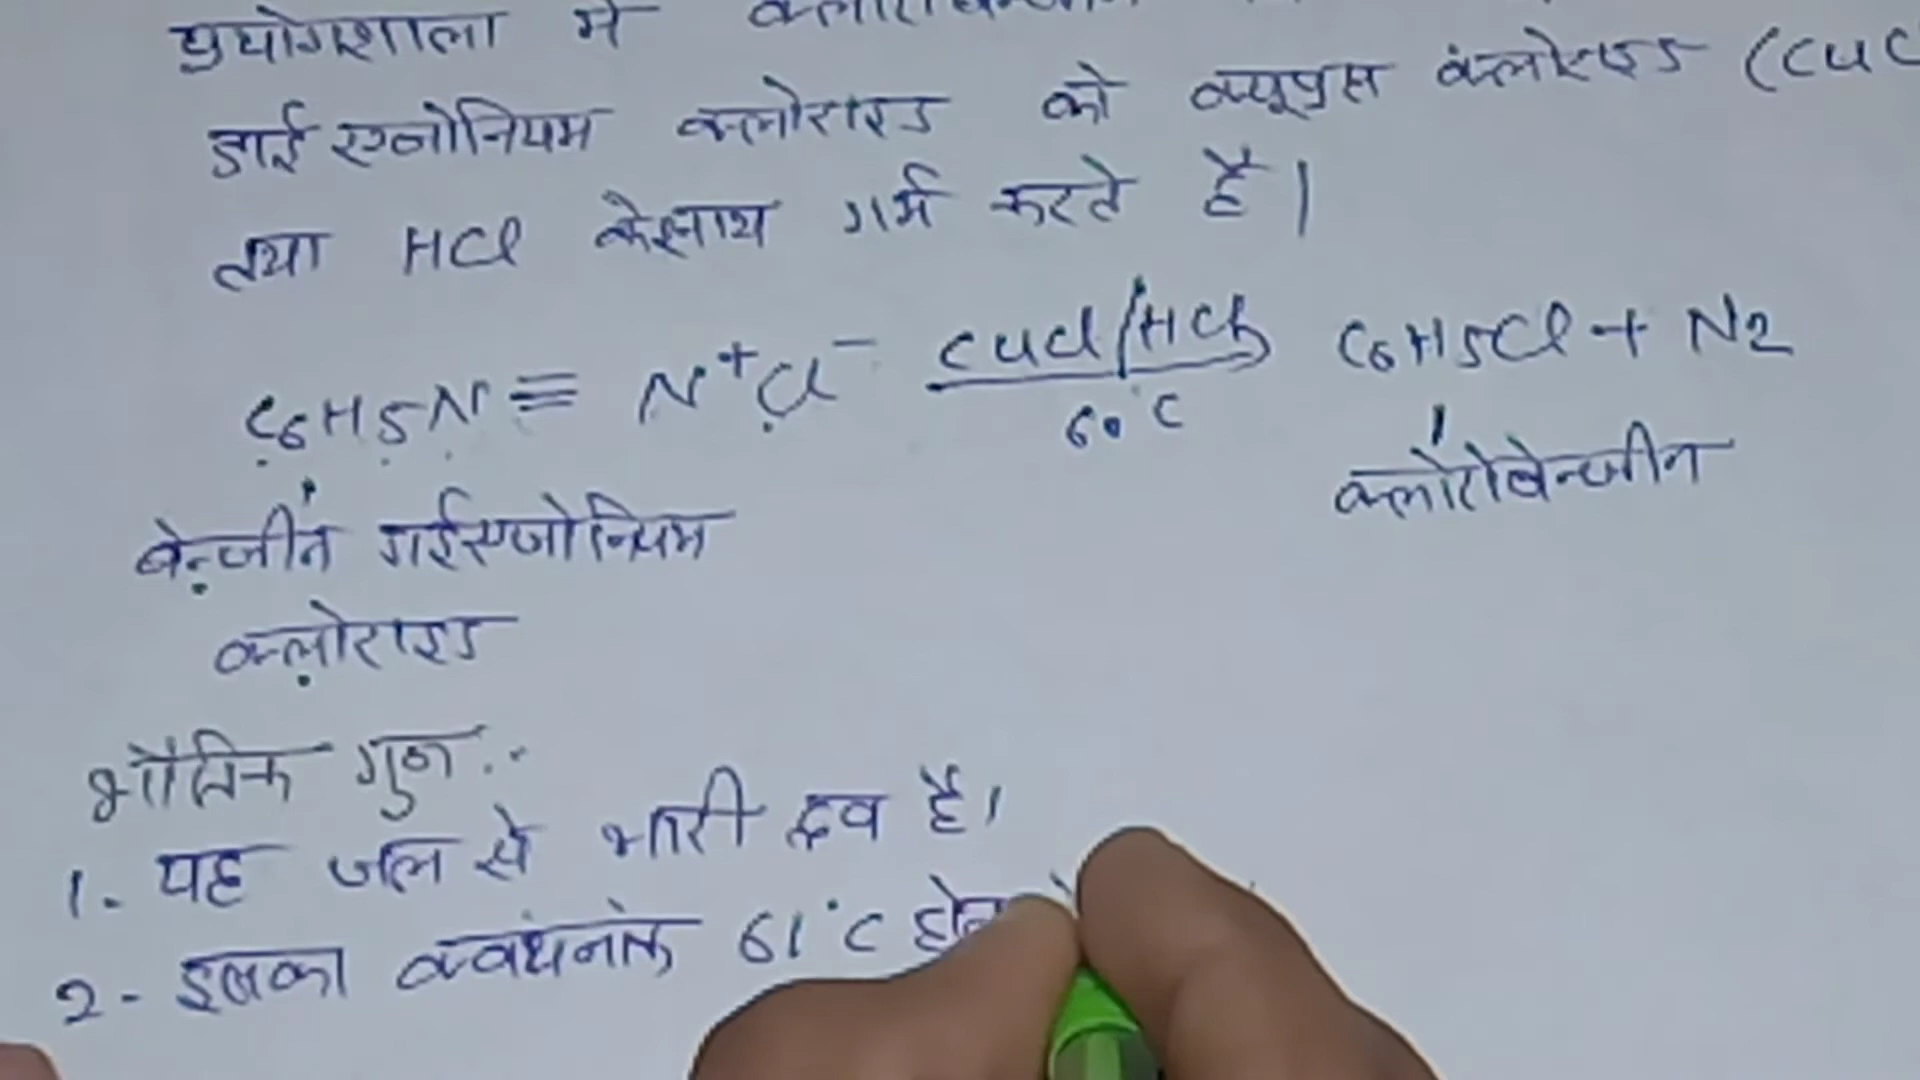 प्रयोगशाला में
डाई एजोनियम क्लोराइड को क्यूप्रस क्लोराइड (CuC
तथा HCl के साथ गर्म करते है।
C6H5N ≡ N⁺Cl⁻ CuCl/HCl C6H5Cl + N2
60°C
बेन्जीन डाईएजोनियम क्लोरोबेन्जीन
क्लोराइड
भौतिक गुण :-
1. यह जल से भारी द्रव है।
2 - इसका क्वथनांक 61°C